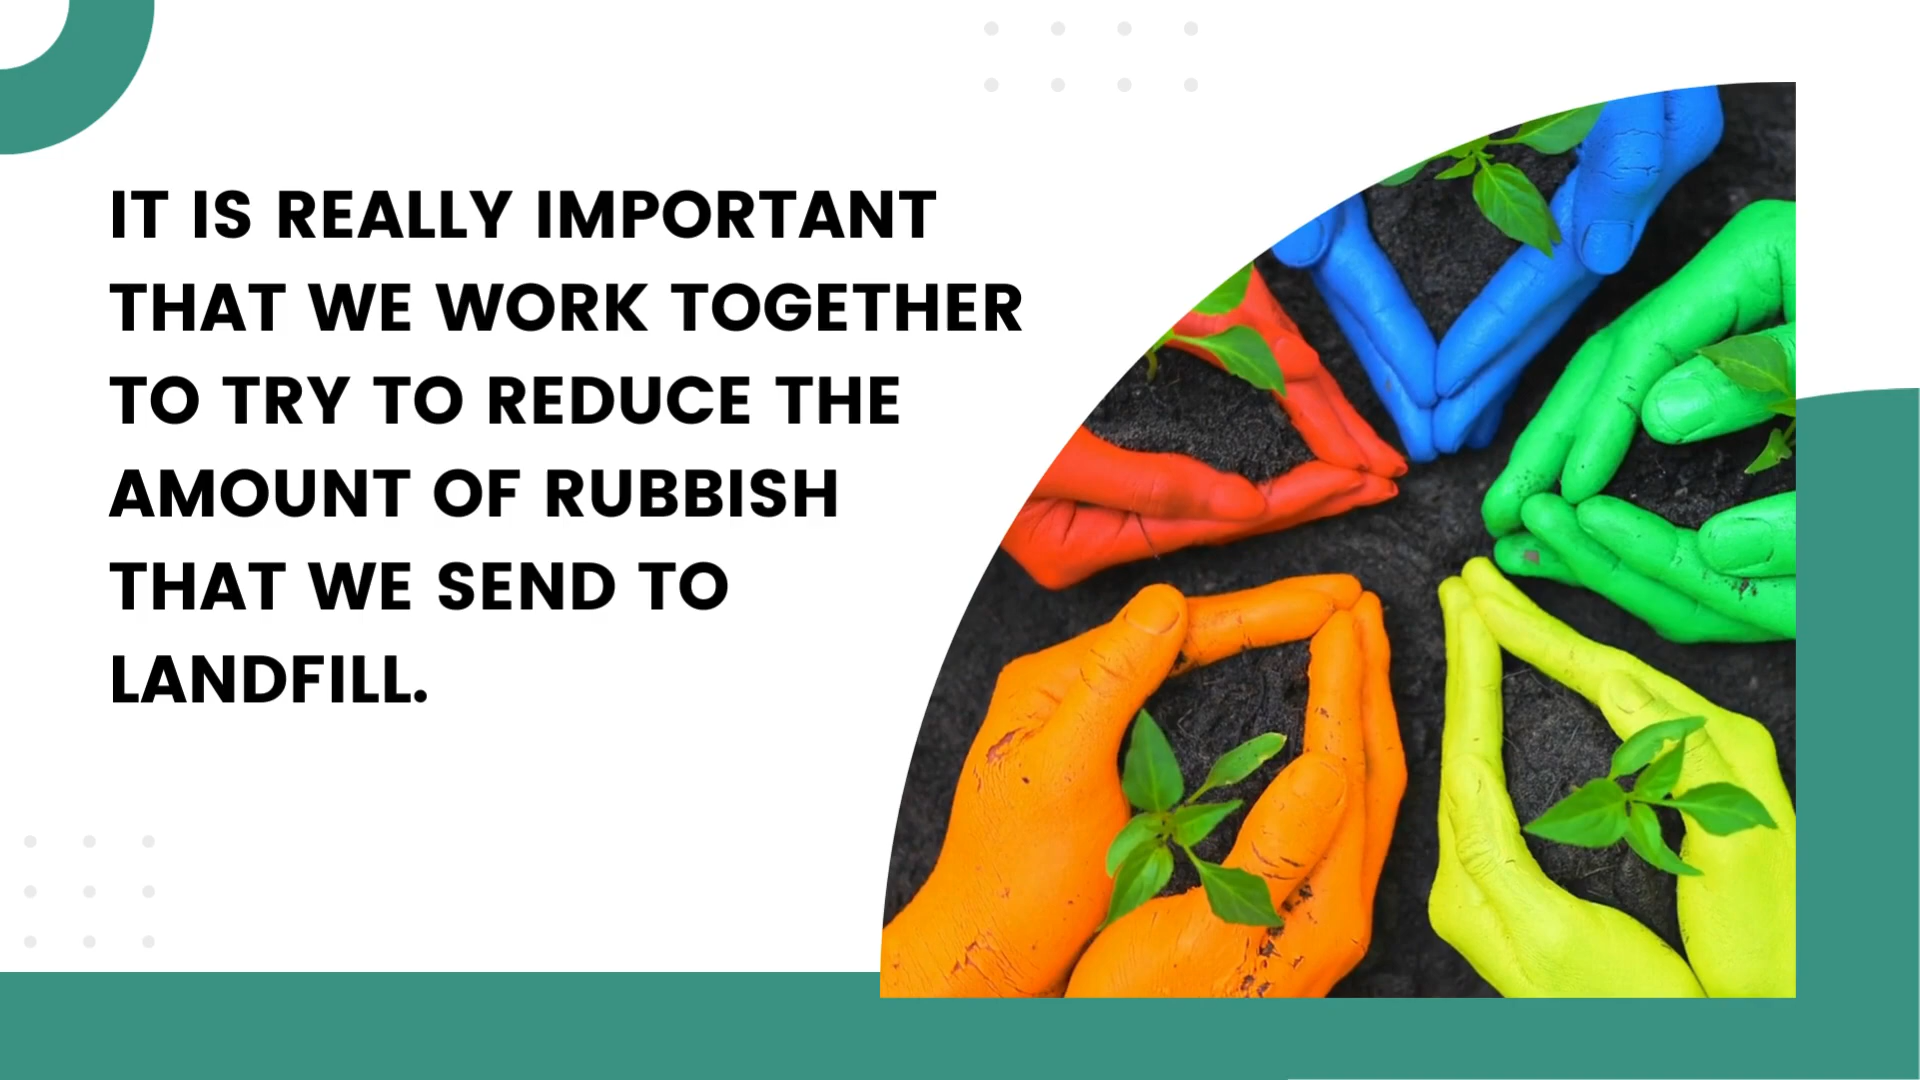 IT IS REALLY IMPORTANT
THAT WE WORK TOGETHER
TO TRY TO REDUCE THE
AMOUNT OF RUBBISH
THAT WE SEND TO
LANDFILL.